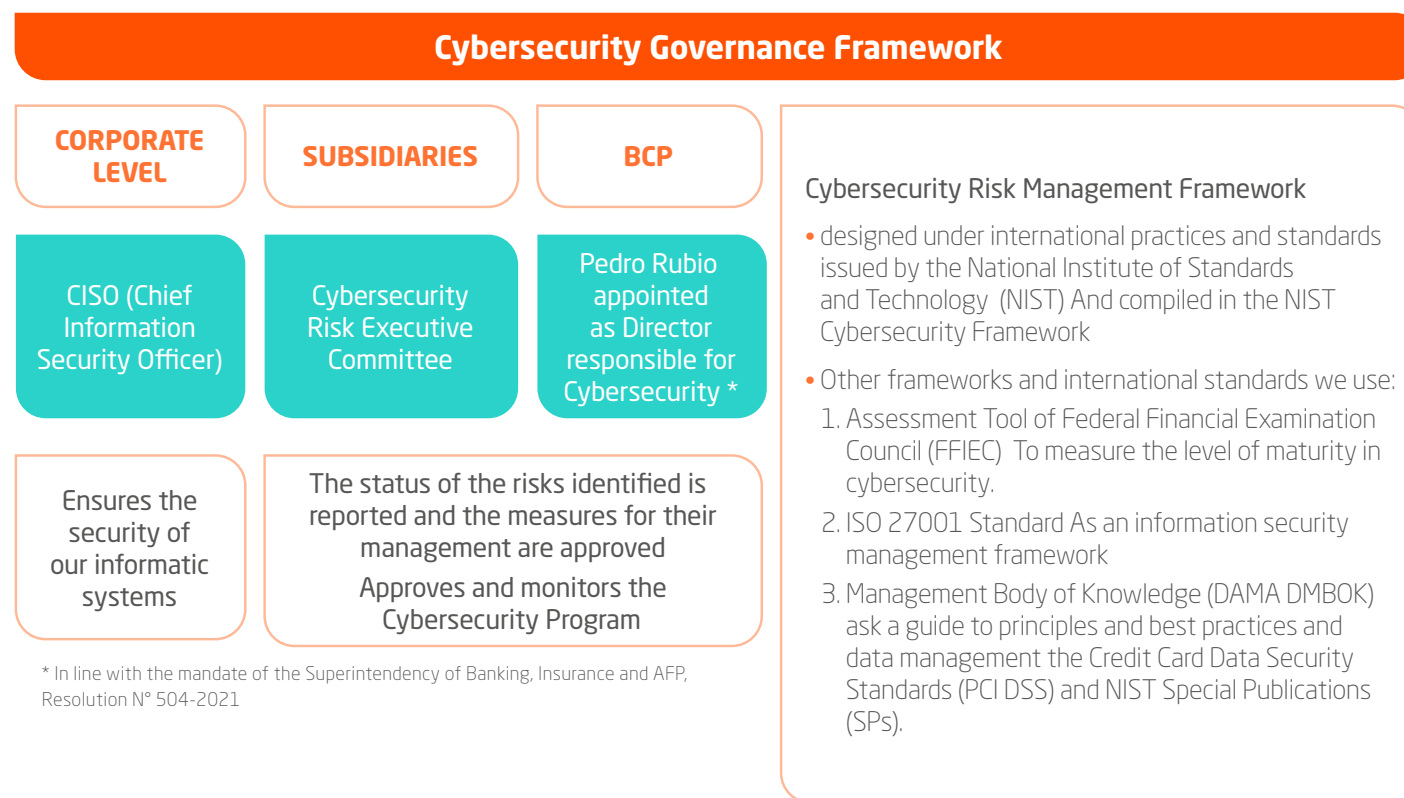 Cybersecurity Governance Framework
CORPORATE
LEVEL
SUBSIDIARIES
BCP
CISO (Chief
Information
Security Officer)
Cybersecurity
Risk Executive
Committee
Pedro Rubio
appointed
as Director
responsible for
Cybersecurity *
Ensures the
security of
our informatic
systems
The status of the risks identified is
reported and the measures for their
management are approved
Approves and monitors the
Cybersecurity Program
* In line with the mandate of the Superintendency of Banking, Insurance and AFP,
Resolution N° 504-2021
Cybersecurity Risk Management Framework
• designed under international practices and standards
issued by the National Institute of Standards
and Technology (NIST) And compiled in the NIST
Cybersecurity Framework
• Other frameworks and international standards we use:
1. Assessment Tool of Federal Financial Examination
Council (FFIEC) To measure the level of maturity in
cybersecurity.
2. ISO 27001 Standard As an information security
management framework
3. Management Body of Knowledge (DAMA DMBOK)
ask a guide to principles and best practices and
data management the Credit Card Data Security
Standards (PCI DSS) and NIST Special Publications
(SPs).